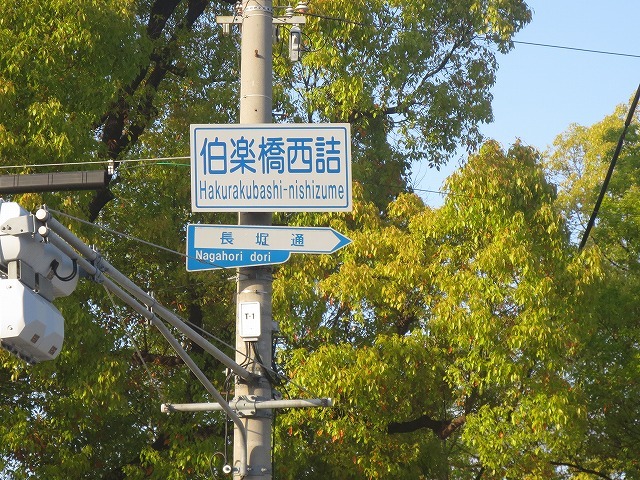 伯楽橋西詰
Hakurakubashi-nishizume
長堀通
Nagahori dori
T-1